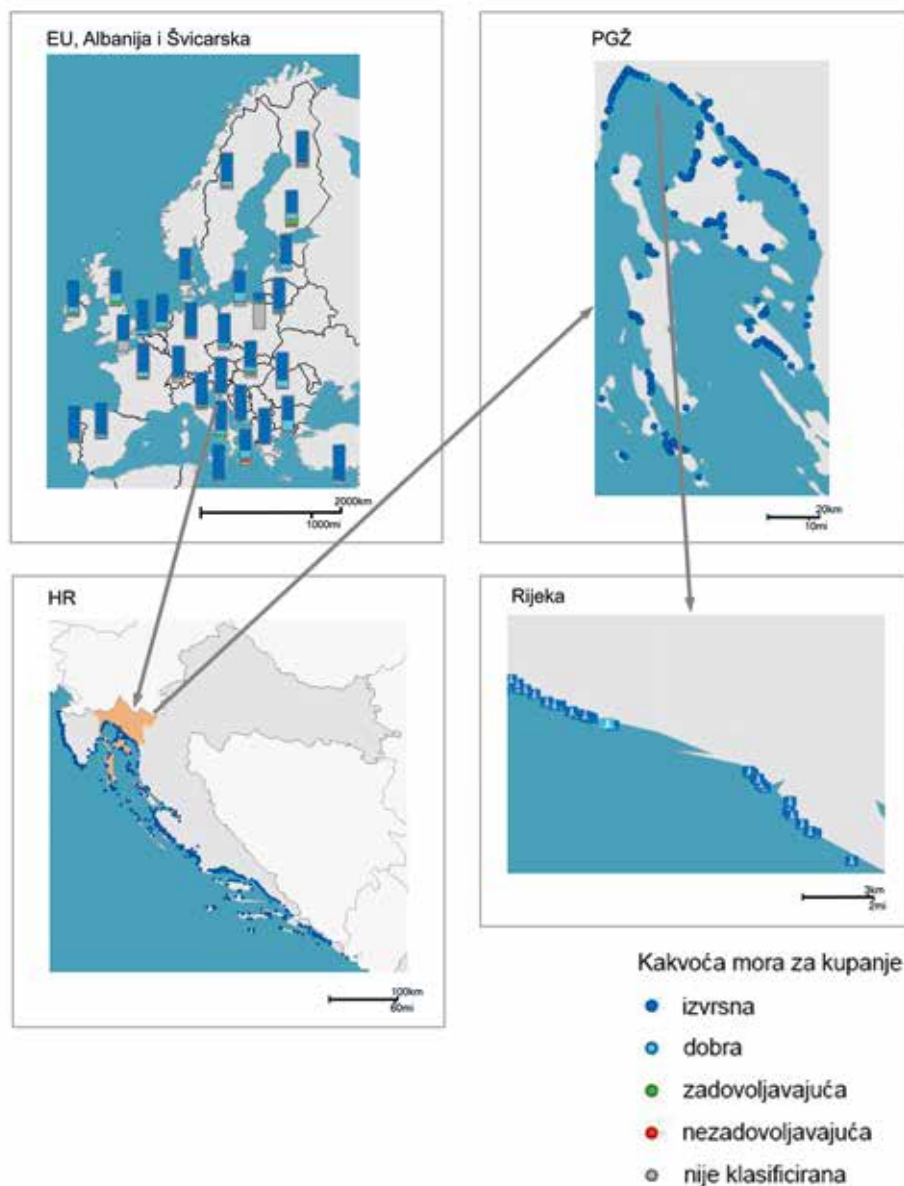 EU, Albanija i Švicarska
2000km
1000mi
PGŽ
20km
10mi
HR
100km
60mi
Rijeka
3km
2mi
Kakvoća mora za kupanje
izvrsna
dobra
zadovoljavajuća
nezadovoljavajuća
nije klasificirana